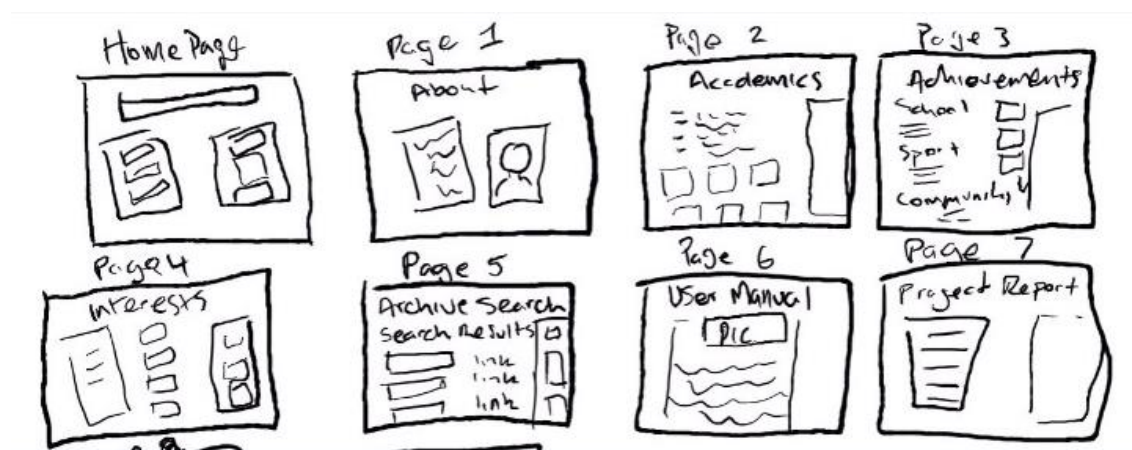 Home Page
Page 1
Page 2
Page 3
About
Academics
Achievements
School
Sport
Community
Page 4
Page 5
Page 6
Page 7
Interests
Archive Search
Search Results
link
link
link
User Manual
Pic
Project Report